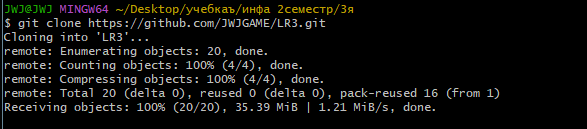 JWJ@JWJ MINGW64 ~/Desktop/учебкаъ/инфа 2семестр/3я
$ git clone https://github.com/JWJGAME/LR3.git
Cloning into 'LR3'...
remote: Enumerating objects: 20, done.
remote: Counting objects: 100% (4/4), done.
remote: Compressing objects: 100% (4/4), done.
remote: Total 20 (delta 0), reused 0 (delta 0), pack-reused 16 (from 1)
Receiving objects: 100% (20/20), 35.39 MiB | 1.21 MiB/s, done.